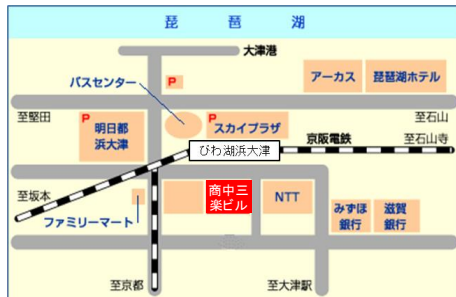 琵 琶 湖
大津港
バスセンター
P
アーカス
琵琶湖ホテル
至堅田
P
明日都
浜大津
P
スカイプラザ
至石山
びわ湖浜大津
京阪電鉄
至石山寺
至坂本
ファミリーマート
商中三
楽ビル
NTT
みずほ
銀行
滋賀
銀行
至京都
至大津駅